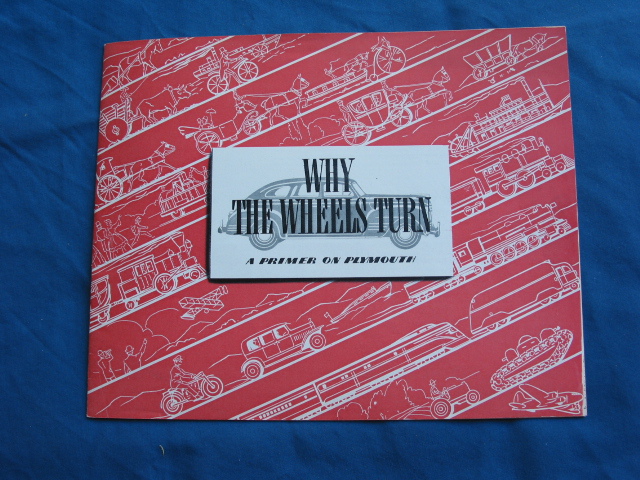 WHY
THE WHEELS TURN
A PRIMER ON PLYMOUTH